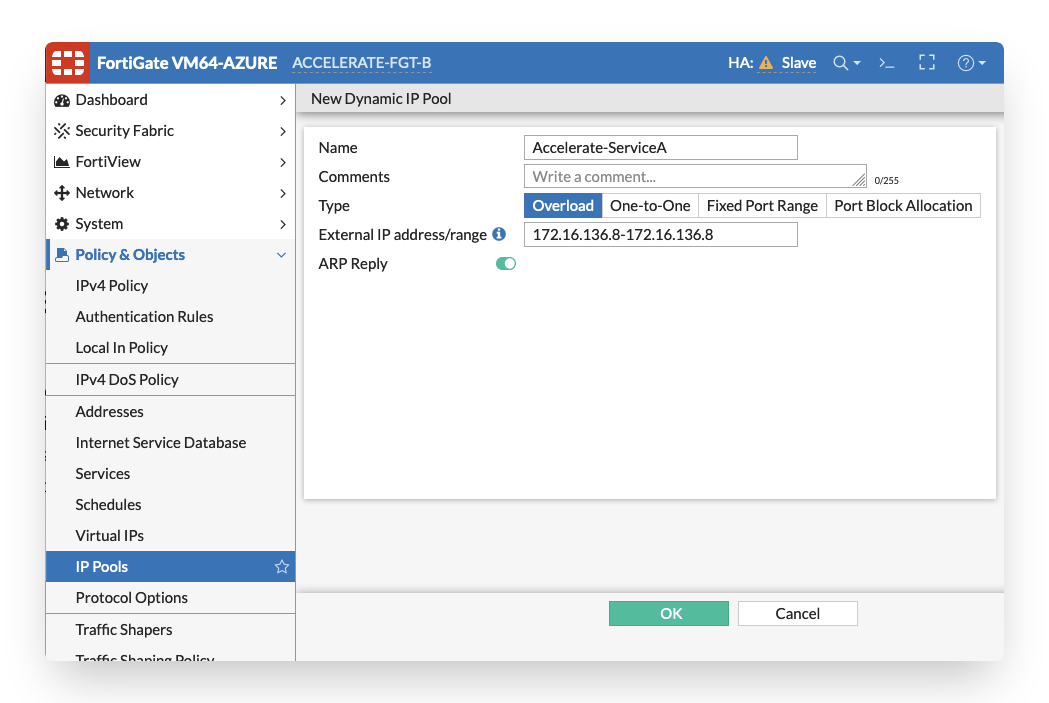 FortiGate VM64-AZURE ACCELERATE-FGT-B HA: Slave >_
Dashboard
Security Fabric
FortiView
Network
System
Policy & Objects
IPv4 Policy
Authentication Rules
Local In Policy
IPv4 DoS Policy
Addresses
Internet Service Database
Services
Schedules
Virtual IPs
IP Pools
Protocol Options
Traffic Shapers
Traffic Shaping Policy
New Dynamic IP Pool
Name Accelerate-ServiceA
Comments Write a comment... 0/255
Type Overload One-to-One Fixed Port Range Port Block Allocation
External IP address/range 172.16.136.8-172.16.136.8
ARP Reply
OK Cancel